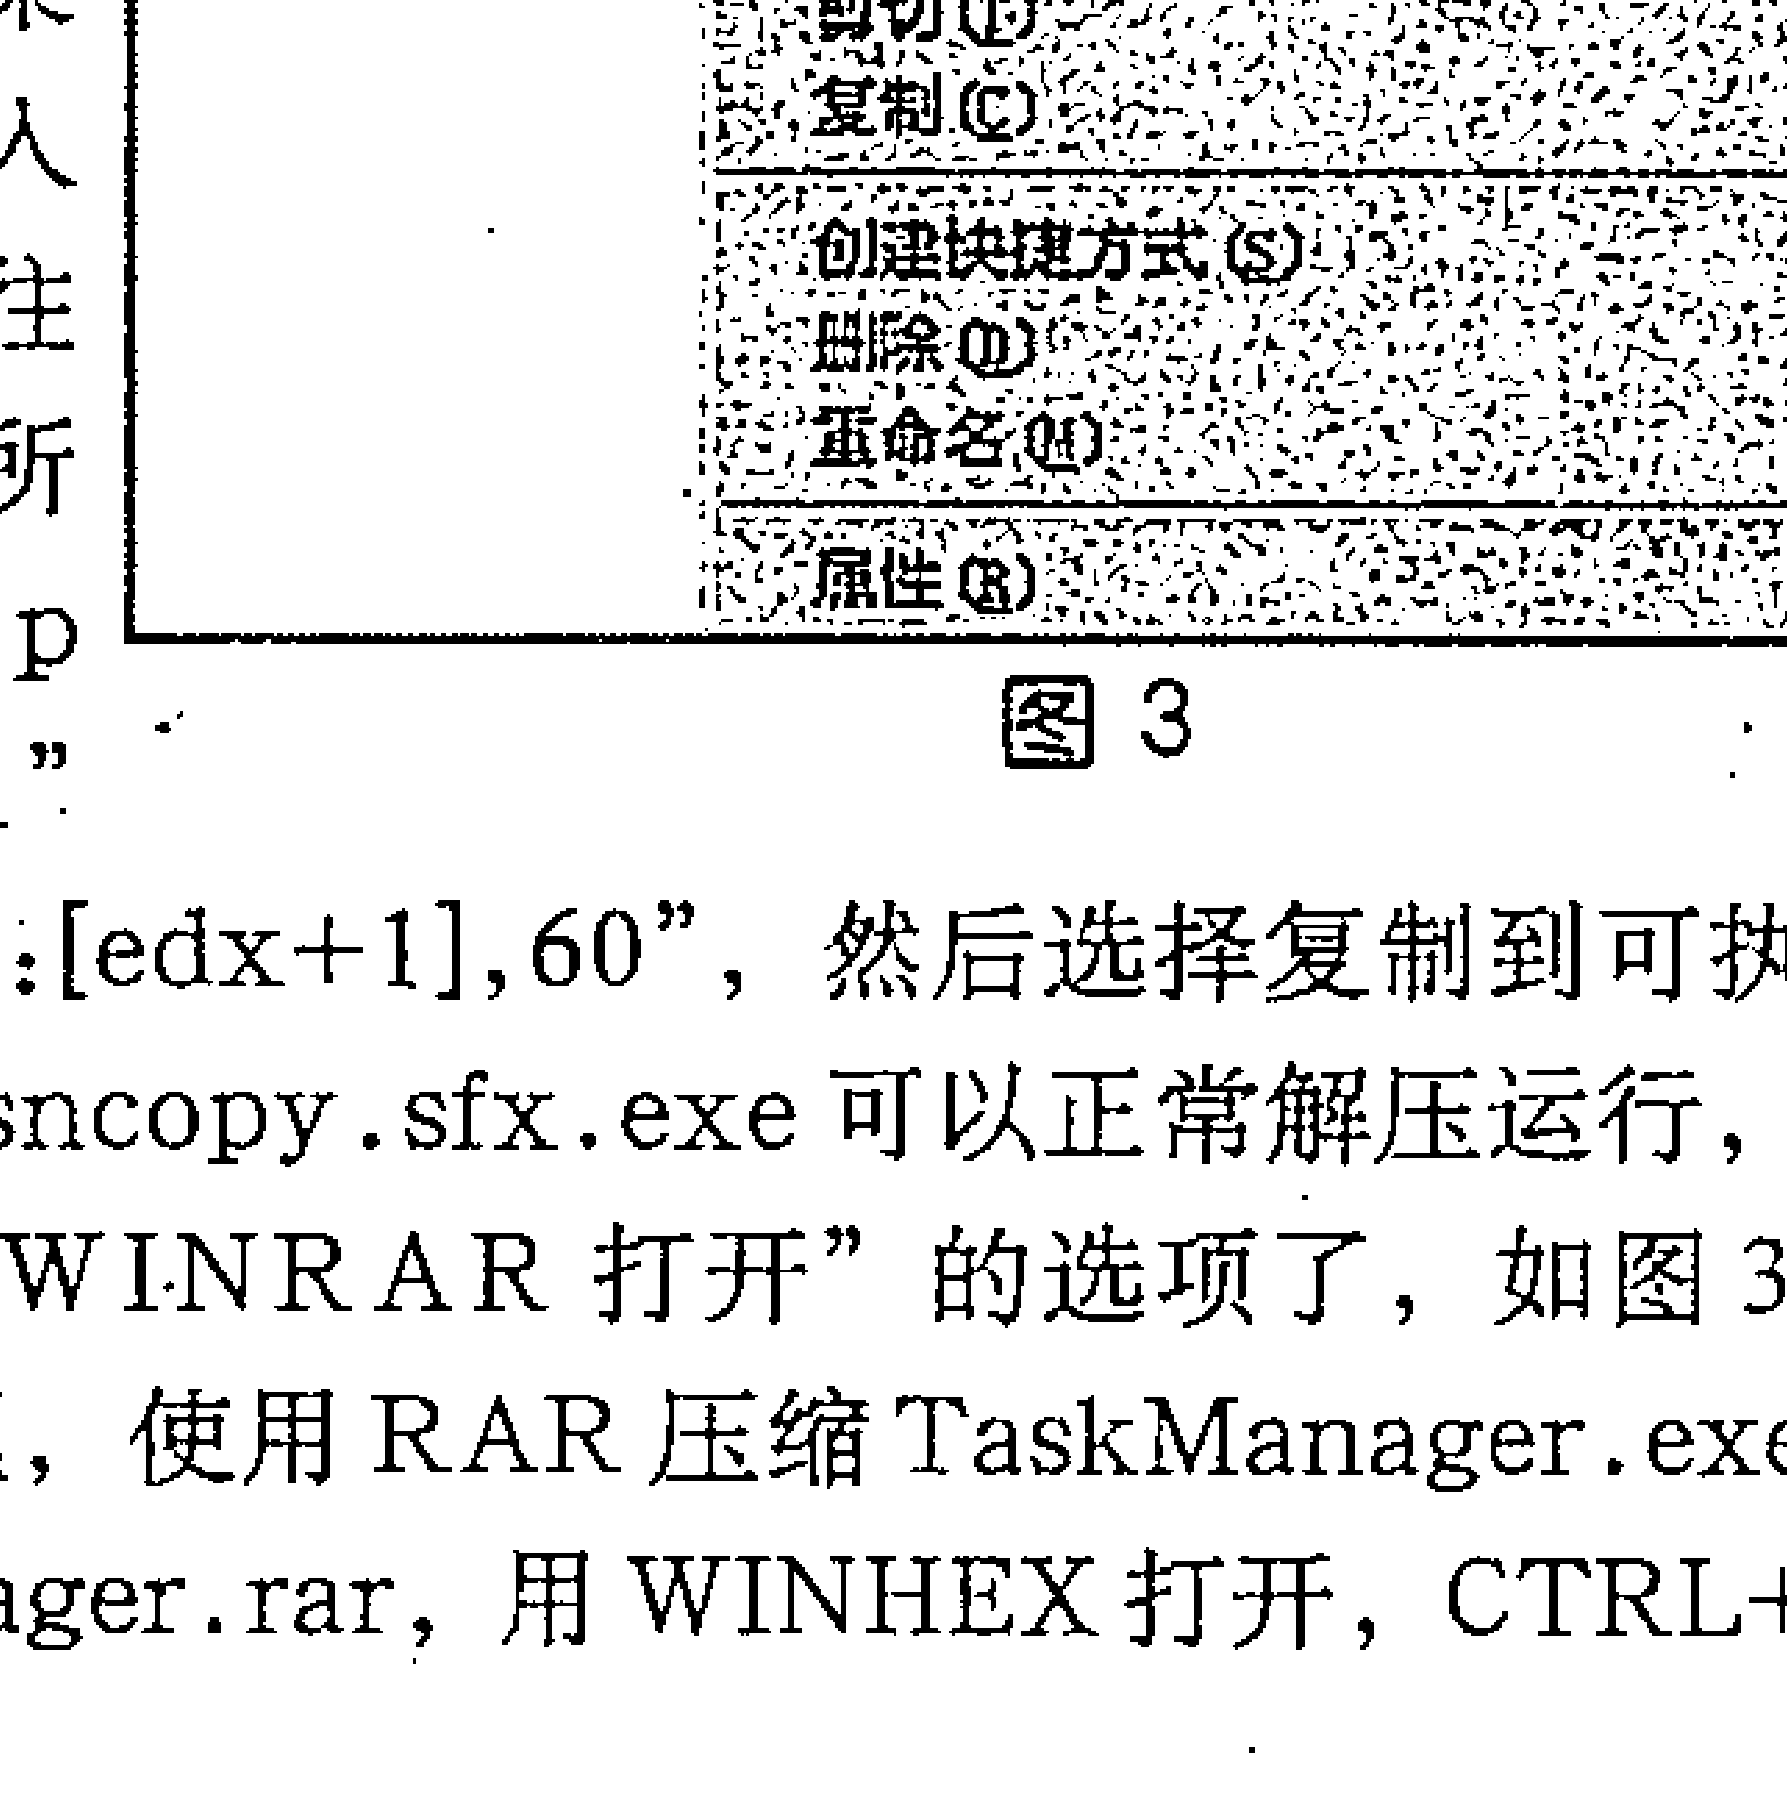 剪切(T)
复制(C)
创建快捷方式(S)
删除(D)
重命名(M)
属性(R)
人
住
所
p
”
图 3
:[edx+1],60”，然后选择复制到可执
sncopy.sfx.exe 可以正常解压运行，
WINRAR 打开”的选项了，如图 3
，使用 RAR 压缩 TaskManager.exe
ager.rar，用 WINHEX 打开，CTRL+